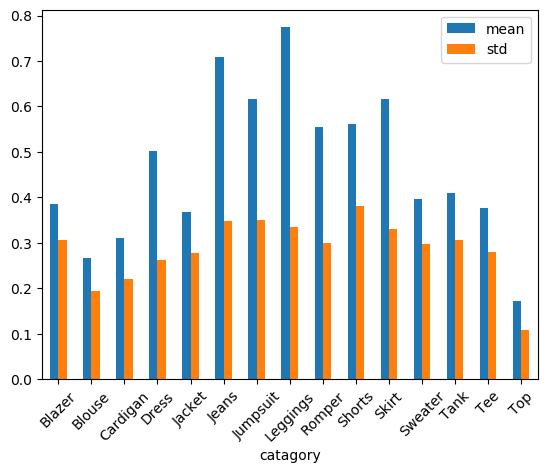 0.8
0.7
0.6
0.5
0.4
0.3
0.2
0.1
0.0
mean
std
Blazer
Blouse
Cardigan
Dress
Jacket
Jeans
Jumpsuit
Leggings
Romper
Shorts
Skirt
Sweater
Tank
Tee
Top
catagory